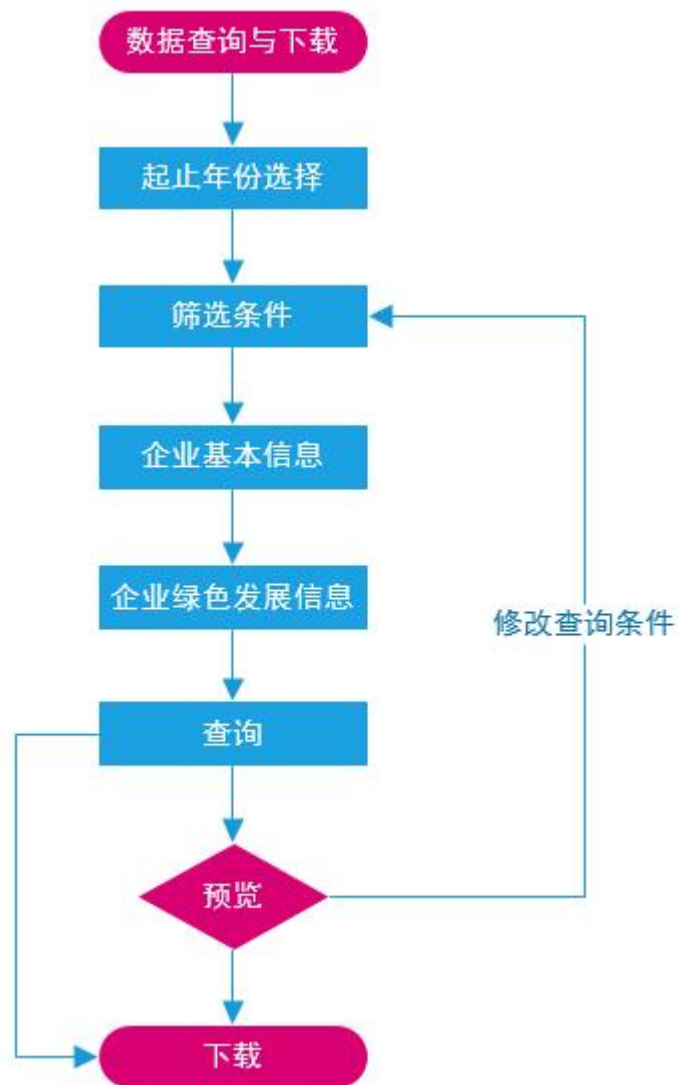 数据查询与下载
起止年份选择
筛选条件
企业基本信息
企业绿色发展信息
修改查询条件
查询
预览
下载